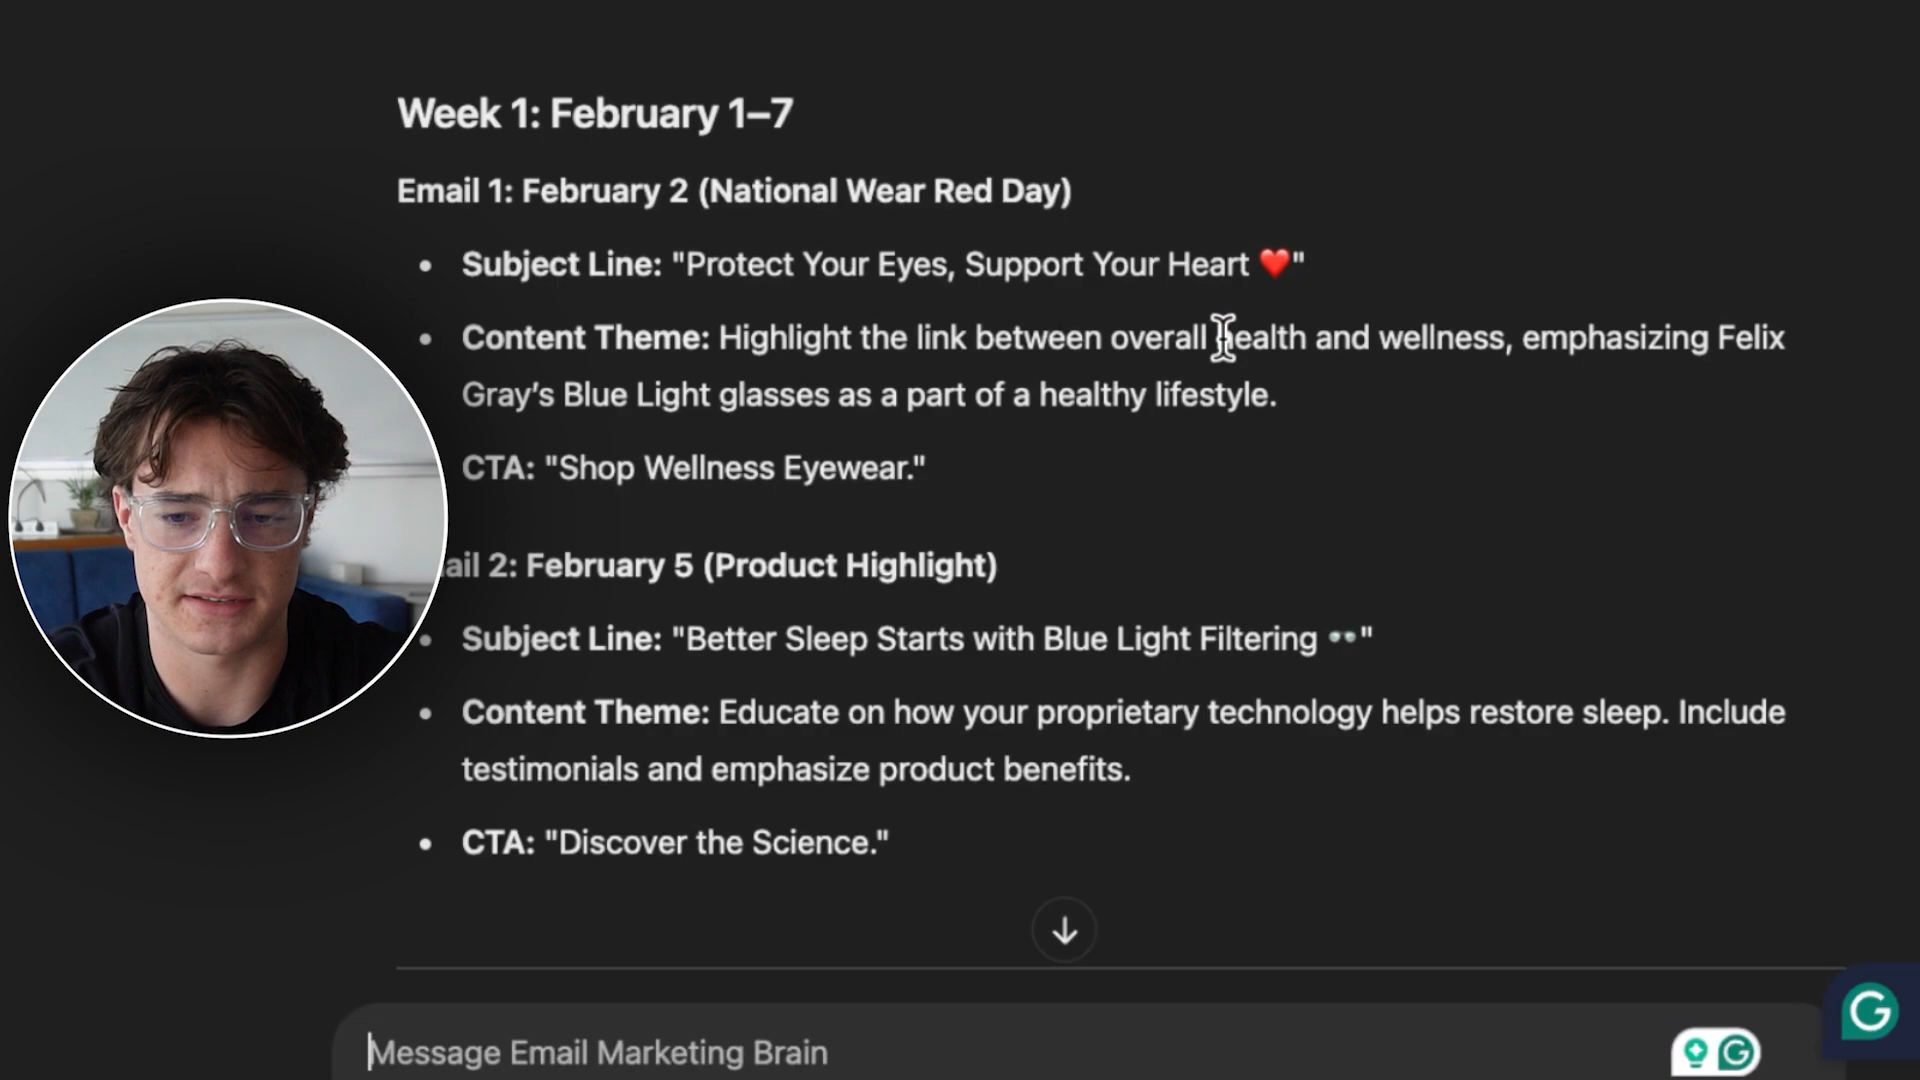 Week 1: February 1–7
Email 1: February 2 (National Wear Red Day)
• Subject Line: "Protect Your Eyes, Support Your Heart ❤️"
• Content Theme: Highlight the link between overall health and wellness, emphasizing Felix
Gray’s Blue Light glasses as a part of a healthy lifestyle.
CTA: "Shop Wellness Eyewear."
ail 2: February 5 (Product Highlight)
• Subject Line: "Better Sleep Starts with Blue Light Filtering 🕶️"
• Content Theme: Educate on how your proprietary technology helps restore sleep. Include
testimonials and emphasize product benefits.
• CTA: "Discover the Science."
Message Email Marketing Brain